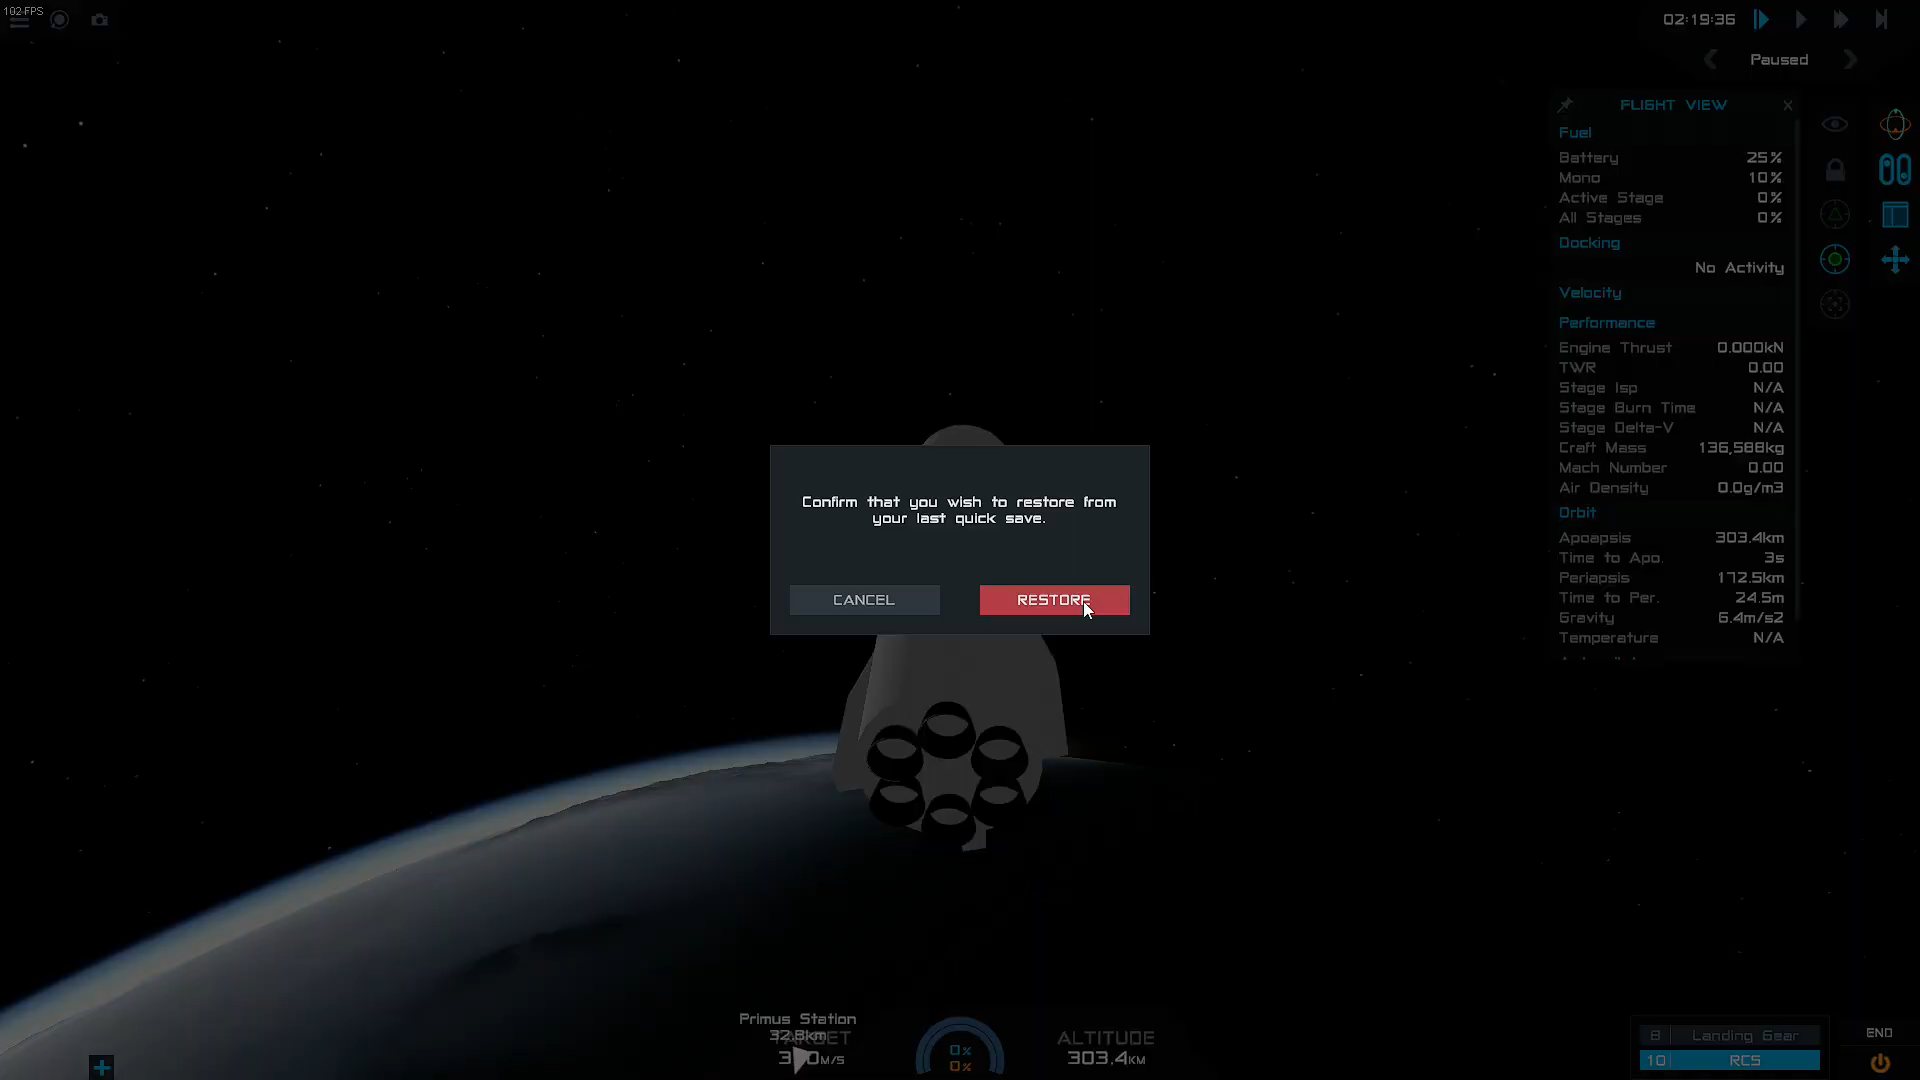 102 FPS
02:19:36
Paused
FLIGHT VIEW
Fuel
Battery 25%
Mono 10%
Active Stage 0%
All Stages 0%
Docking
No Activity
Velocity
Performance
Engine Thrust 0.000kN
TWR 0.00
Stage Isp N/A
Stage Burn Time N/A
Stage Delta-V N/A
Craft Mass 136,588kg
Mach Number 0.00
Air Density 0.0g/m3
Orbit
Apoapsis 303.4km
Time to Apo. 3s
Periapsis 172.5km
Time to Per. 24.5m
Gravity 6.4m/s2
Temperature N/A
Confirm that you wish to restore from
your last quick save.
CANCEL
RESTORE
Primus Station
32.8km
TARGET
M/S
0%
0%
ALTITUDE
303.4KM
8 Landing Gear
10 RCS
END